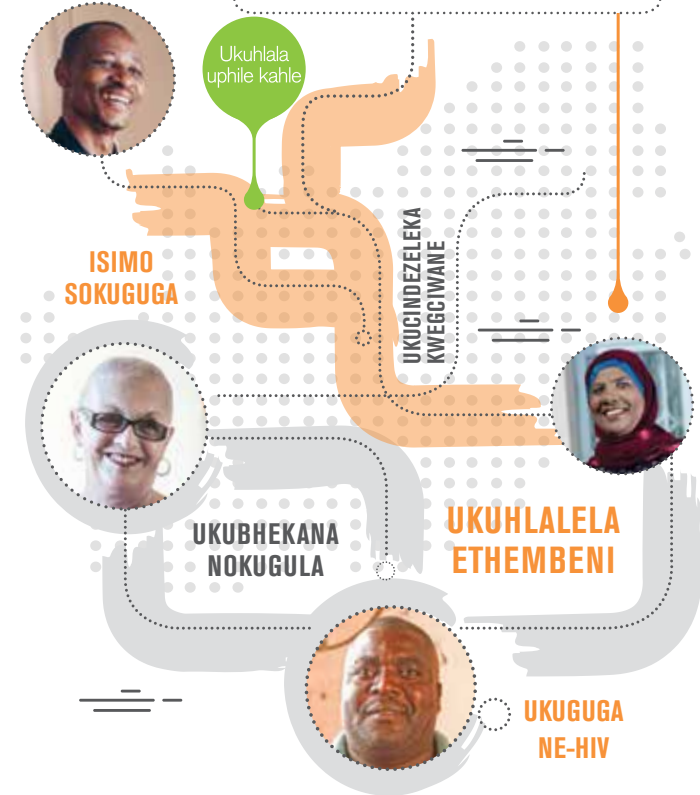 Ukuhlala
uphile kahle
ISIMO
SOKUGUGA
UKUCINDEZELEKA
KWEGCIWANE
UKUBHEKANA
NOKUGULA
UKUHLALELA
ETHEMBENI
UKUGUGA
NE-HIV